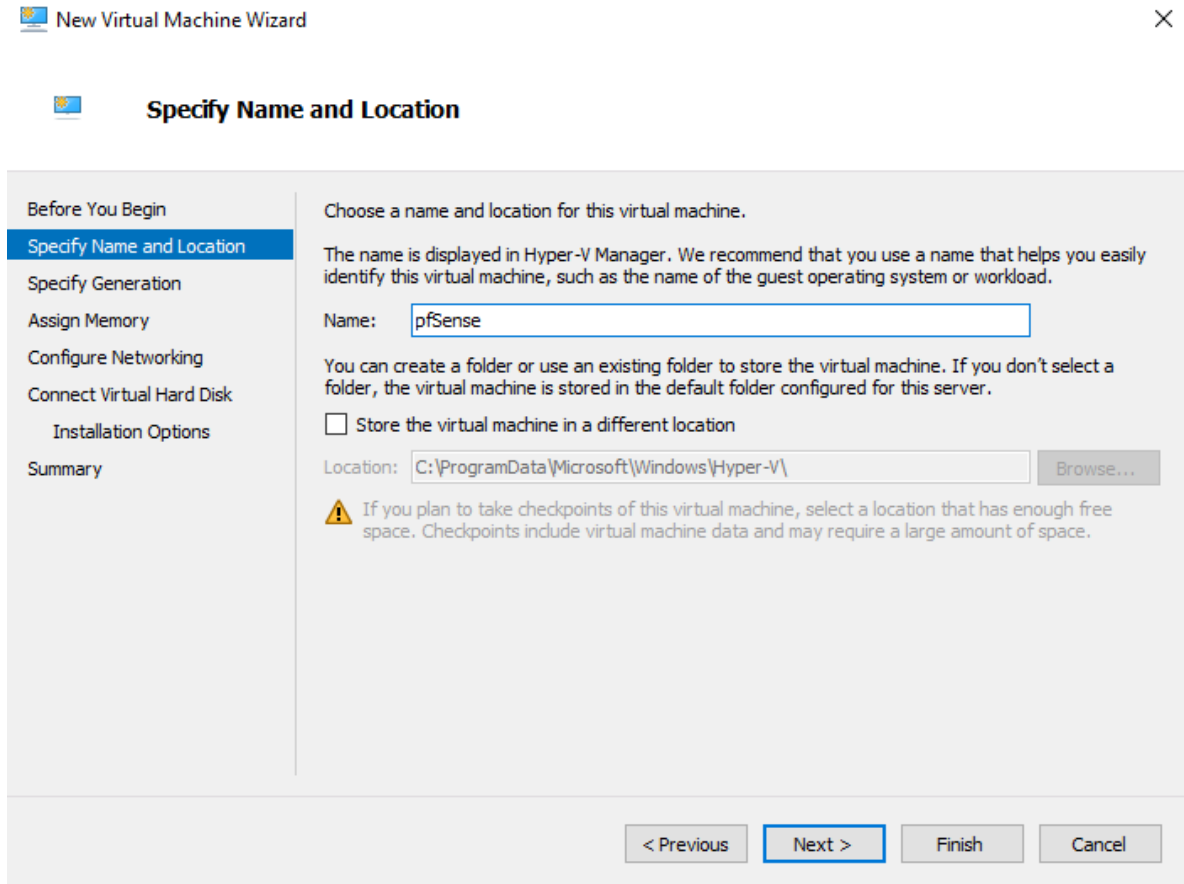 New Virtual Machine Wizard
Specify Name and Location
Before You Begin
Specify Name and Location
Specify Generation
Assign Memory
Configure Networking
Connect Virtual Hard Disk
Installation Options
Summary
Choose a name and location for this virtual machine.
The name is displayed in Hyper-V Manager. We recommend that you use a name that helps you easily
identify this virtual machine, such as the name of the guest operating system or workload.
Name: pfSense
You can create a folder or use an existing folder to store the virtual machine. If you don't select a
folder, the virtual machine is stored in the default folder configured for this server.
Store the virtual machine in a different location
Location: C:\ProgramData\Microsoft\Windows\Hyper-V\ Browse...
If you plan to take checkpoints of this virtual machine, select a location that has enough free
space. Checkpoints include virtual machine data and may require a large amount of space.
< Previous Next > Finish Cancel